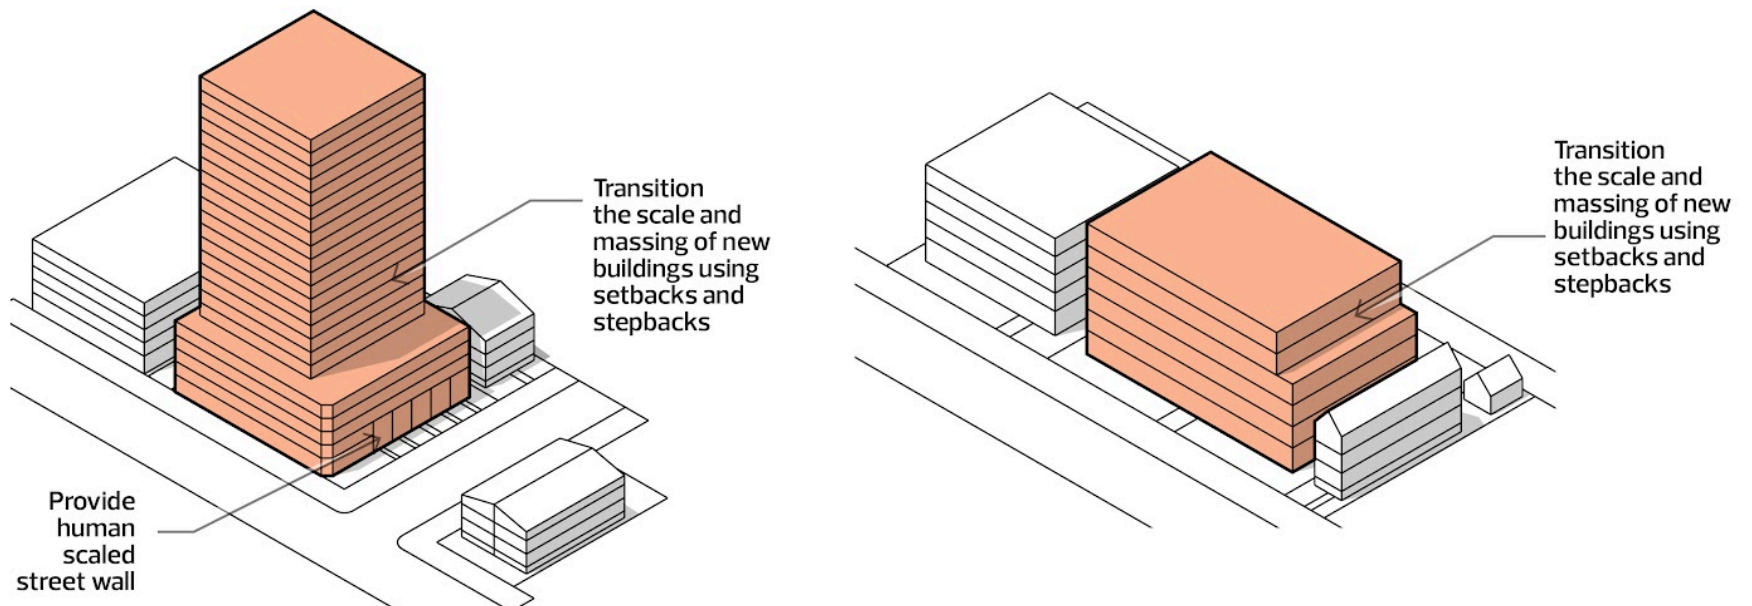 Transition
the scale and
massing of new
buildings using
setbacks and
stepbacks
Provide
human
scaled
street wall
Transition
the scale and
massing of new
buildings using
setbacks and
stepbacks